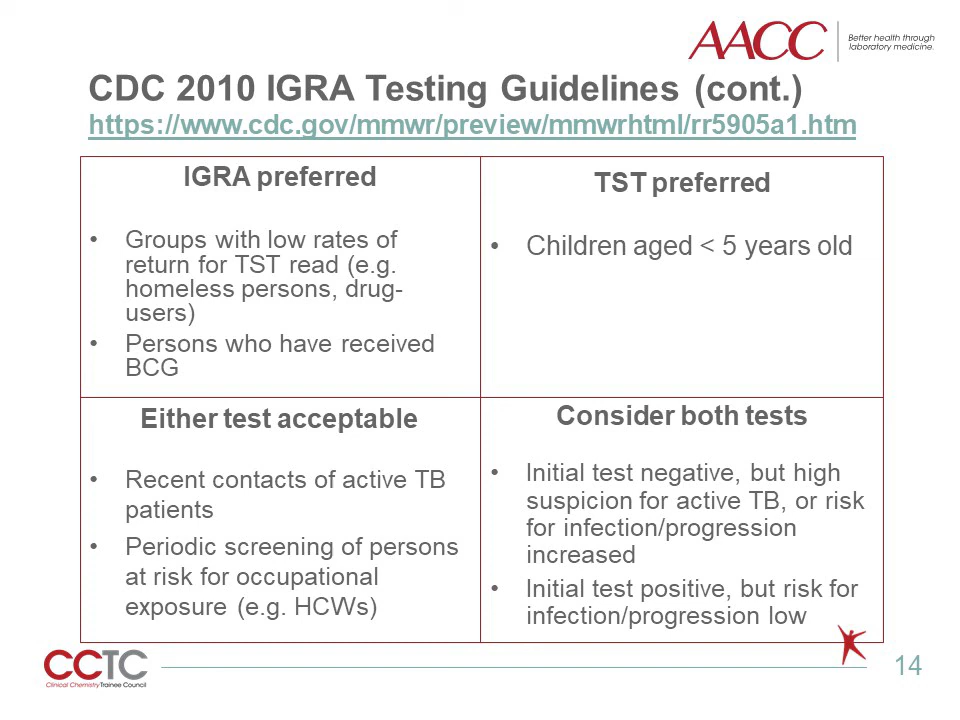 AACC
Better health through
laboratory medicine.
CDC 2010 IGRA Testing Guidelines (cont.)
https://www.cdc.gov/mmwr/preview/mmwrhtml/rr5905a1.htm
IGRA preferred
• Groups with low rates of
return for TST read (e.g.
homeless persons, drug-
users)
• Persons who have received
BCG
TST preferred
• Children aged < 5 years old
Either test acceptable
• Recent contacts of active TB
patients
• Periodic screening of persons
at risk for occupational
exposure (e.g. HCWs)
Consider both tests
• Initial test negative, but high
suspicion for active TB, or risk
for infection/progression
increased
• Initial test positive, but risk for
infection/progression low
CCTC
Clinical Chemistry Trainee Council
14